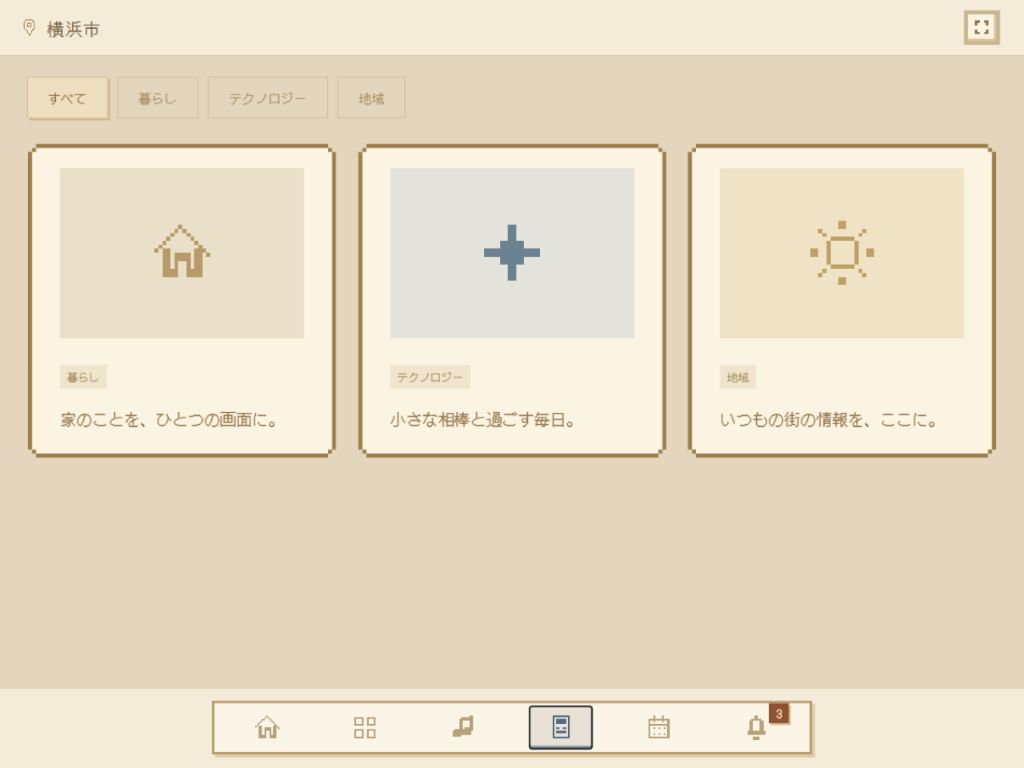 横浜市
すべて
暮らし
テクノロジー
地域
暮らし
家のことを、ひとつの画面に。
テクノロジー
小さな相棒と過ごす毎日。
地域
いつもの街の情報を、ここに。
3